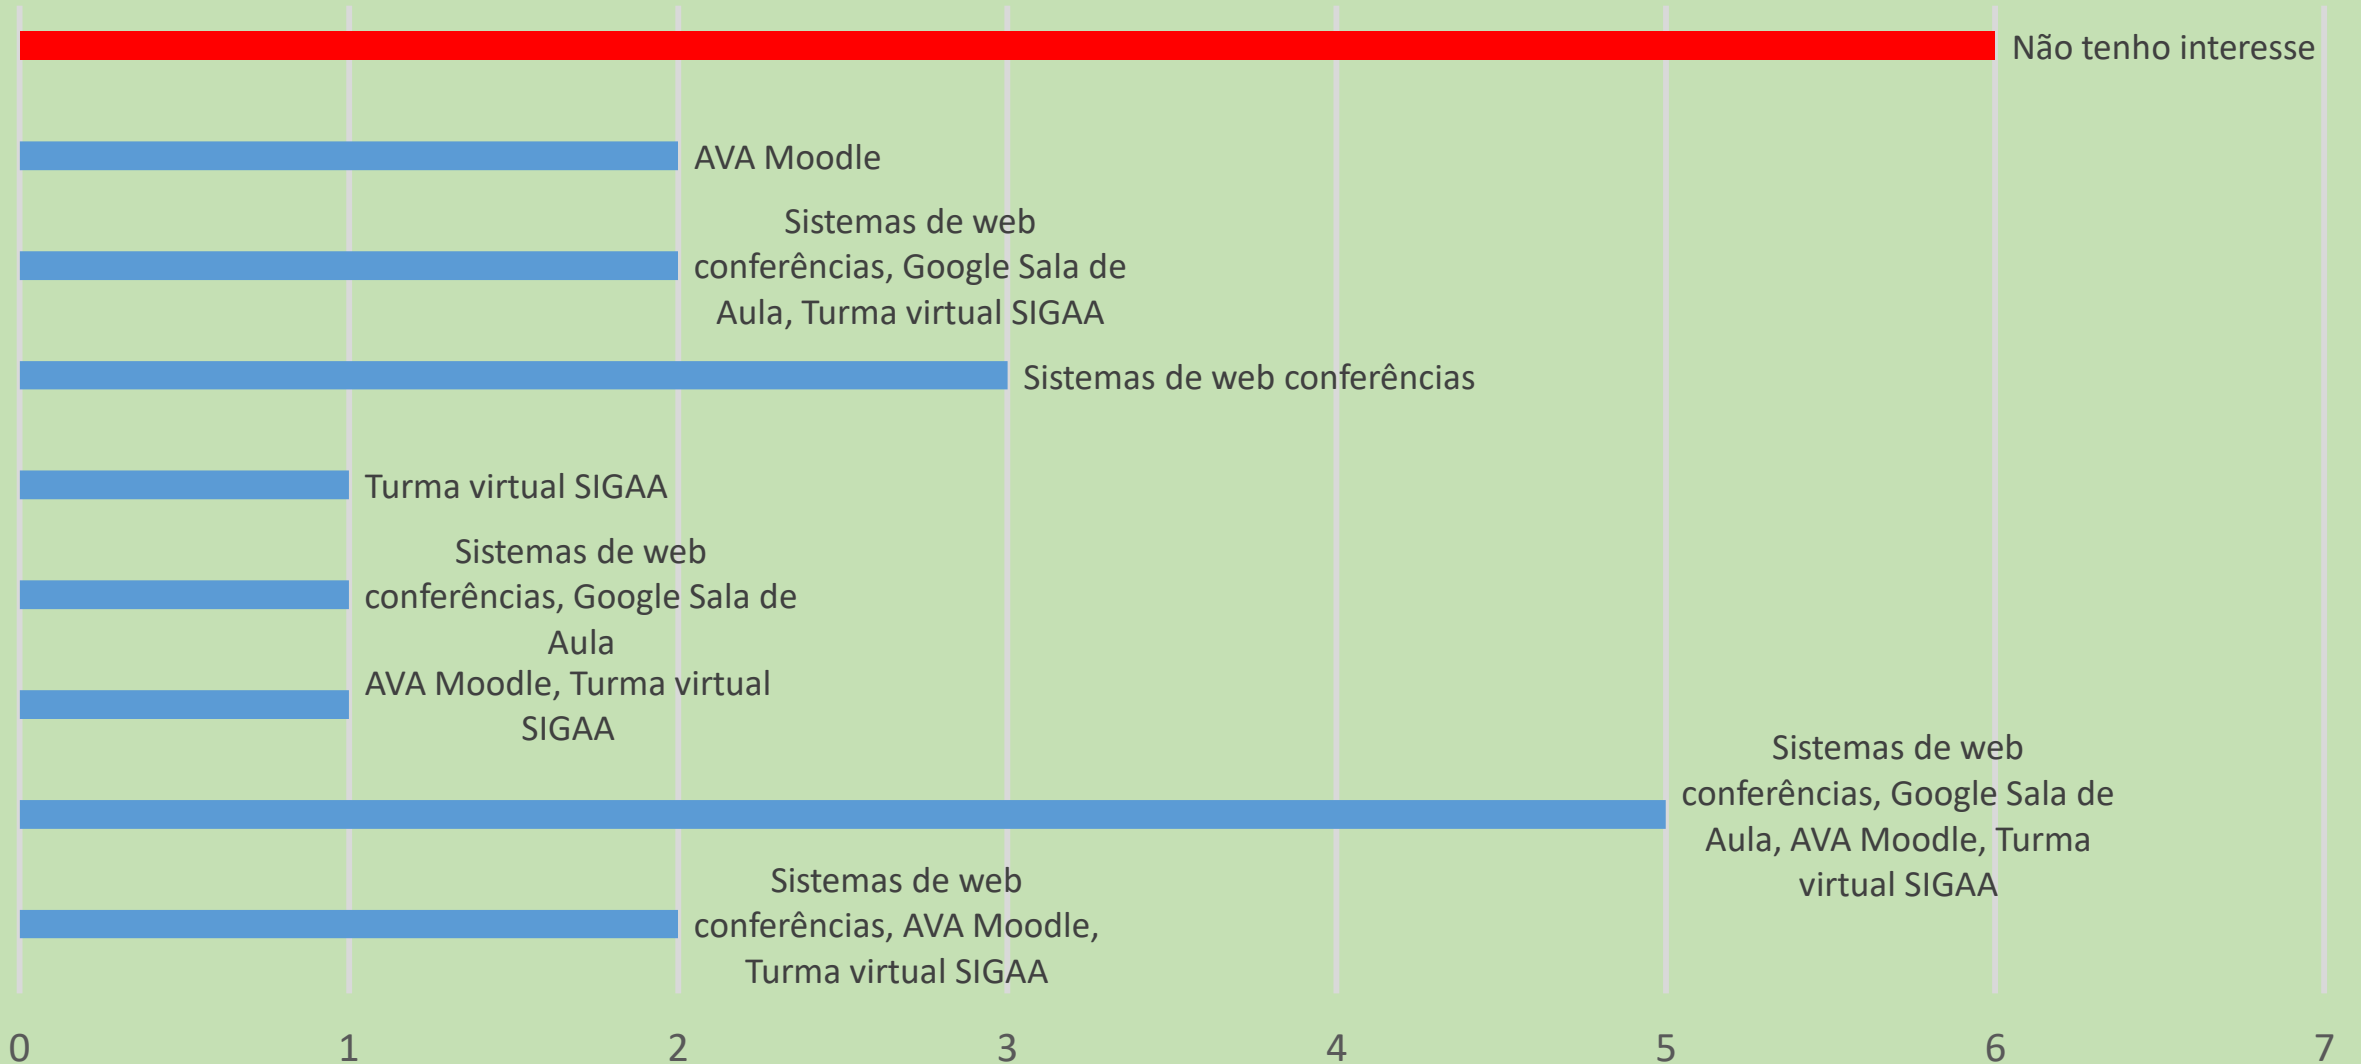 Não tenho interesse
AVA Moodle
Sistemas de web
conferências, Google Sala de
Aula, Turma virtual SIGAA
Sistemas de web conferências
Turma virtual SIGAA
Sistemas de web
conferências, Google Sala de
Aula
AVA Moodle, Turma virtual
SIGAA
Sistemas de web
conferências, Google Sala de
Aula, AVA Moodle, Turma
virtual SIGAA
Sistemas de web
conferências, AVA Moodle,
Turma virtual SIGAA
0 1 2 3 4 5 6 7